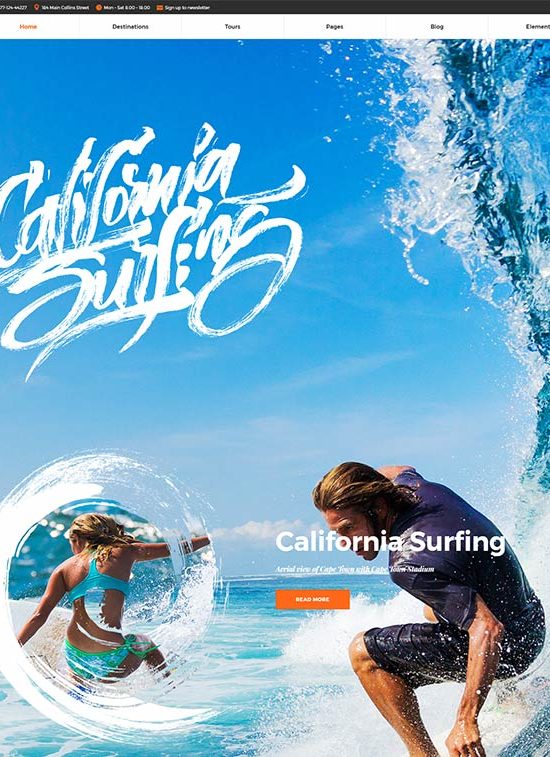 77-124-44227 184 Main Collins Street Mon - Sat 8.00 - 18.00 Sign up to newsletter
Home Destinations Tours Pages Blog Element
California
Surfing
California Surfing
Aerial view of Cape Town with Cape Town Stadium
READ MORE